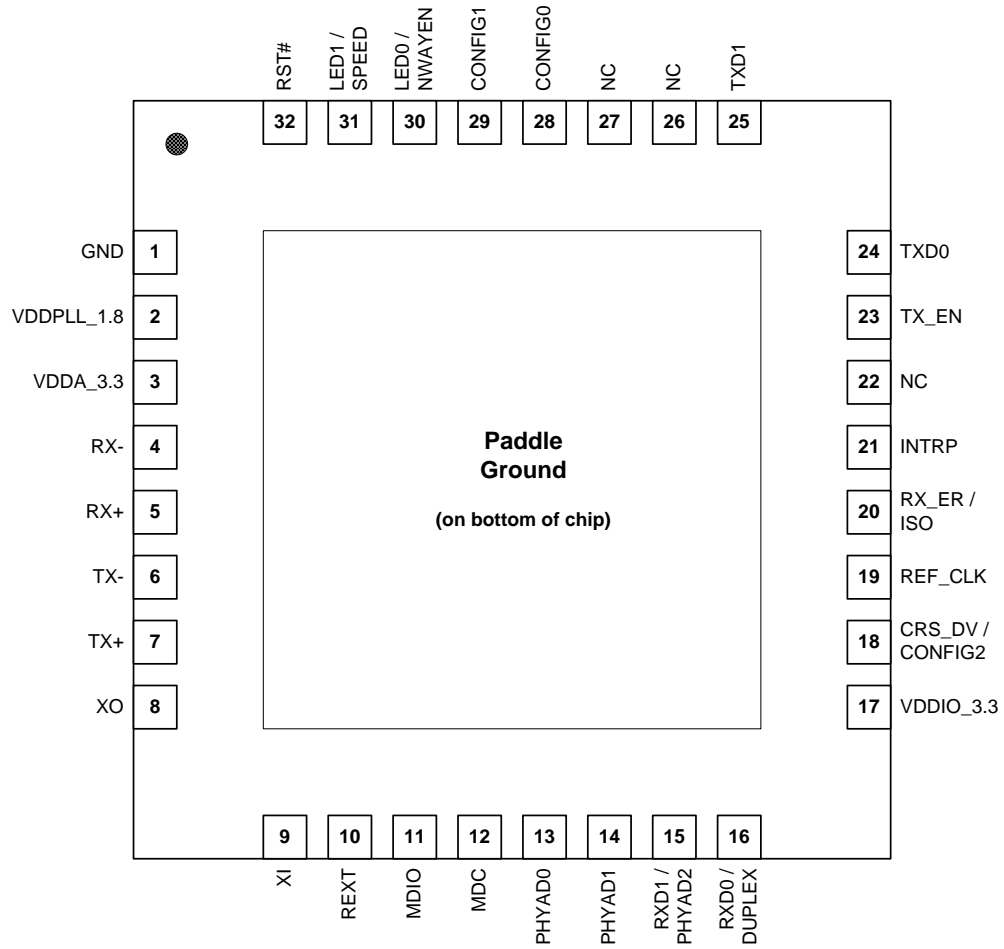 RST#
LED1 /
SPEED
LED0 /
NWAYEN
CONFIG1
CONFIG0
NC
NC
TXD1
32
31
30
29
28
27
26
25
GND 1
VDDPLL_1.8 2
VDDA_3.3 3
RX- 4
RX+ 5
TX- 6
TX+ 7
XO 8
Paddle
Ground
(on bottom of chip)
24 TXD0
23 TX_EN
22 NC
21 INTRP
20 RX_ER /
ISO
19 REF_CLK
18 CRS_DV /
CONFIG2
17 VDDIO_3.3
9
10
11
12
13
14
15
16
XI
REXT
MDIO
MDC
PHYAD0
PHYAD1
RXD1 /
PHYAD2
RXD0 /
DUPLEX